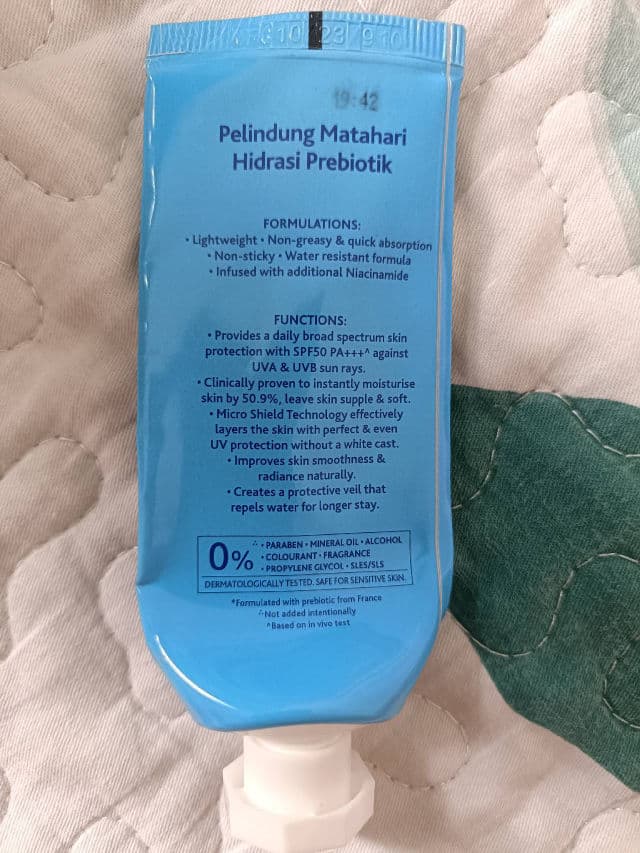 19:42
Pelindung Matahari
Hidrasi Prebiotik
FORMULATIONS:
• Lightweight • Non-greasy & quick absorption
• Non-sticky • Water resistant formula
• Infused with additional Niacinamide
FUNCTIONS:
• Provides a daily broad spectrum skin
protection with SPF50 PA+++^ against
UVA & UVB sun rays.
• Clinically proven to instantly moisturise
skin by 50.9%, leave skin supple & soft.
• Micro Shield Technology effectively
layers the skin with perfect & even
UV protection without a white cast.
• Improves skin smoothness &
radiance naturally.
• Creates a protective veil that
repels water for longer stay.
0% ∴ • PARABEN • MINERAL OIL • ALCOHOL
• COLOURANT • FRAGRANCE
• PROPYLENE GLYCOL • SLES/SLS
DERMATOLOGICALLY TESTED. SAFE FOR SENSITIVE SKIN.
*Formulated with prebiotic from France
∴Not added intentionally
^Based on in vivo test